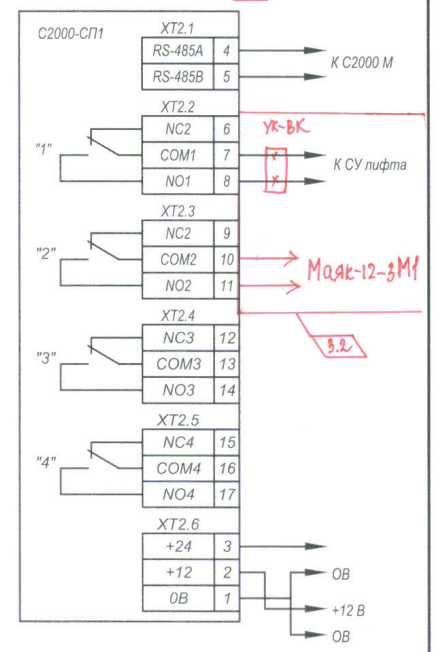 С2000-СП1
XT2.1
RS-485A 4
RS-485B 5
К С2000 М
XT2.2
"1"
NC2 6
COM1 7
NO1 8
УК-ВК
К СУ лифта
XT2.3
"2"
NC2 9
COM2 10
NO2 11
Маяк-12-3М1
3.2
XT2.4
"3"
NC3 12
COM3 13
NO3 14
XT2.5
"4"
NC4 15
COM4 16
NO4 17
XT2.6
+24 3
+12 2
0В 1
0В
+12 В
0В